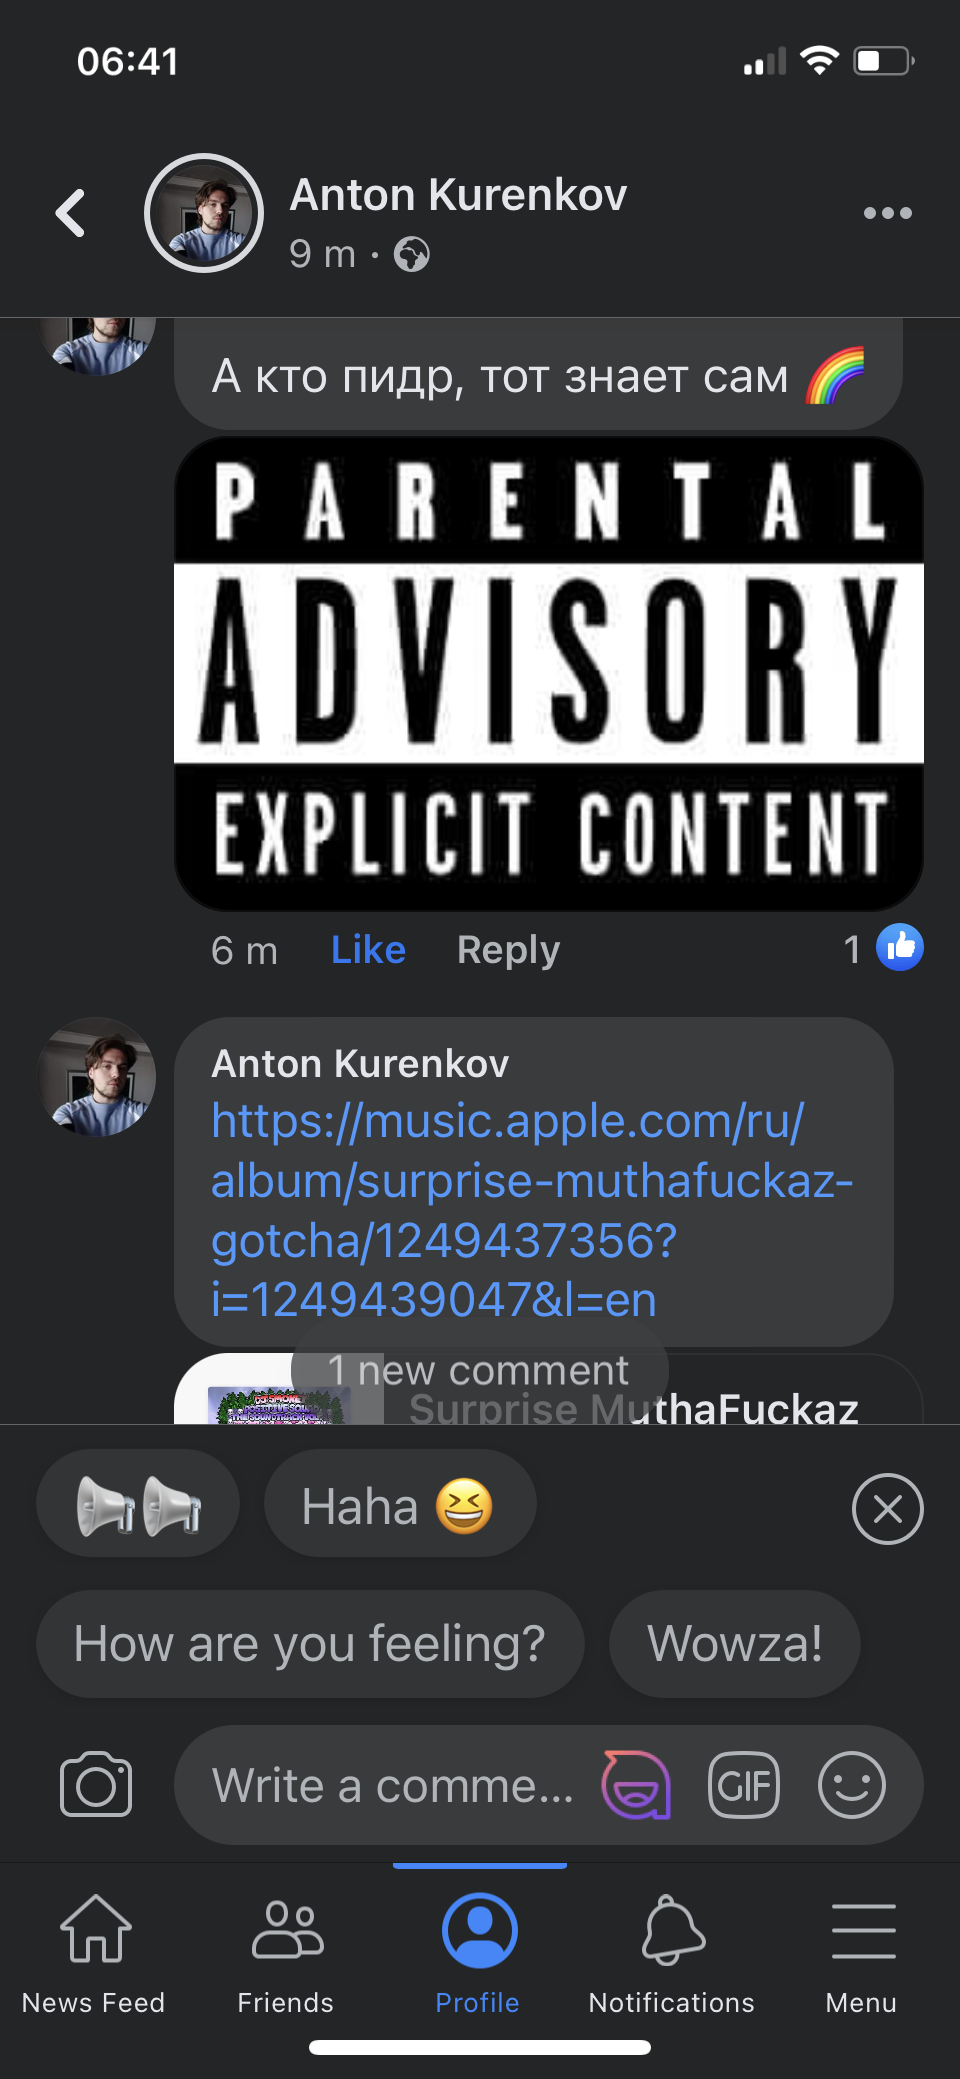 06:41
Anton Kurenkov
9 m ·
А кто пидр, тот знает сам 🌈
PARENTAL
ADVISORY
EXPLICIT CONTENT
6 m Like Reply 1
Anton Kurenkov
https://music.apple.com/ru/
album/surprise-muthafuckaz-
gotcha/1249437356?
i=1249439047&l=en
1 new comment
Surprise MuthaFuckaz
Haha 😆
How are you feeling? Wowza!
Write a comme... GIF
News Feed Friends Profile Notifications Menu